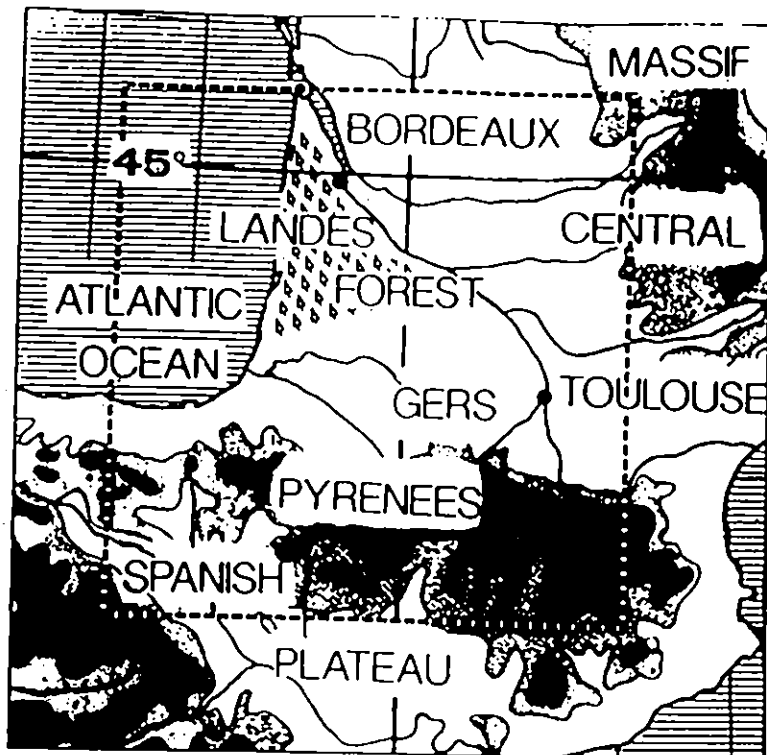 MASSIF
BORDEAUX
45°
LANDES
CENTRAL
FOREST
ATLANTIC
OCEAN
GERS
TOULOUSE
PYRENEES
SPANISH
PLATEAU